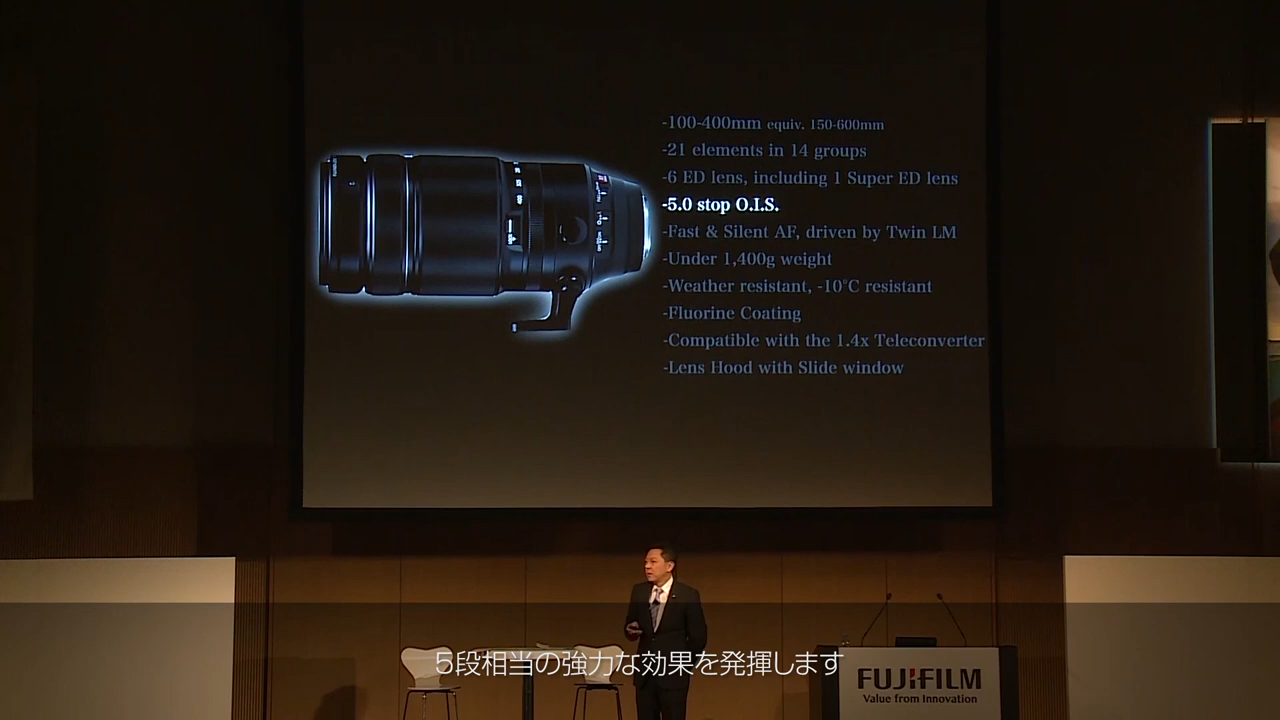 -100-400mm equiv. 150-600mm
-21 elements in 14 groups
-6 ED lens, including 1 Super ED lens
-5.0 stop O.I.S.
-Fast & Silent AF, driven by Twin LM
-Under 1,400g weight
-Weather resistant, -10°C resistant
-Fluorine Coating
-Compatible with the 1.4x Teleconverter
-Lens Hood with Slide window
5段相当の強力な効果を発揮します
FUJIFILM
Value from Innovation